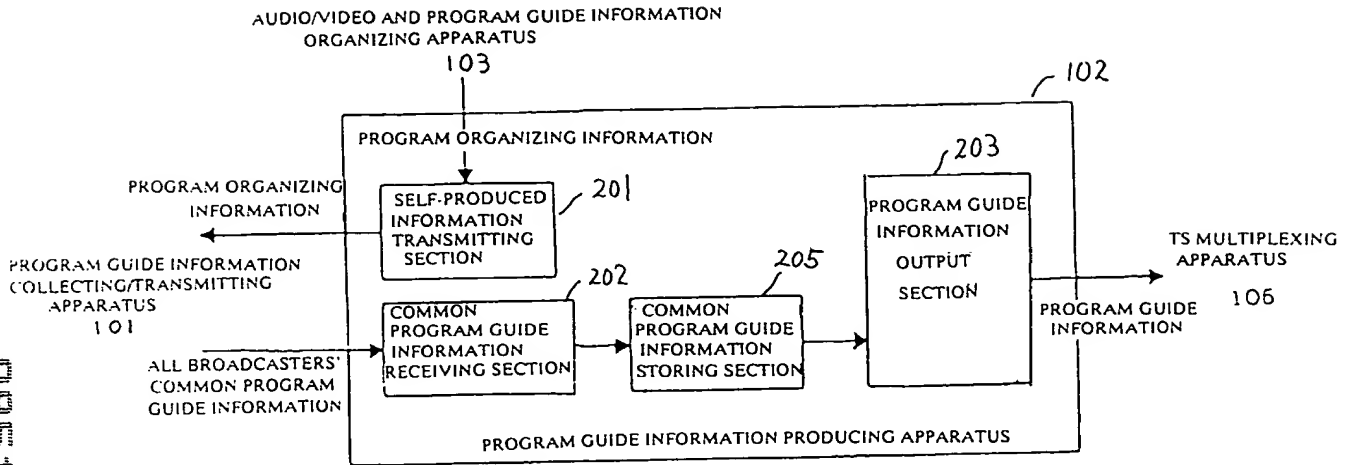 AUDIO/VIDEO AND PROGRAM GUIDE INFORMATION
ORGANIZING APPARATUS
103
102
PROGRAM ORGANIZING INFORMATION
203
PROGRAM ORGANIZING
INFORMATION
SELF-PRODUCED
INFORMATION
TRANSMITTING
SECTION
201
PROGRAM GUIDE
INFORMATION
OUTPUT
SECTION
TS MULTIPLEXING
APPARATUS
106
PROGRAM GUIDE INFORMATION
COLLECTING/TRANSMITTING
APPARATUS
101
202
205
COMMON
PROGRAM GUIDE
INFORMATION
RECEIVING SECTION
COMMON
PROGRAM GUIDE
INFORMATION
STORING SECTION
PROGRAM GUIDE
INFORMATION
ALL BROADCASTERS'
COMMON PROGRAM
GUIDE INFORMATION
PROGRAM GUIDE INFORMATION PRODUCING APPARATUS